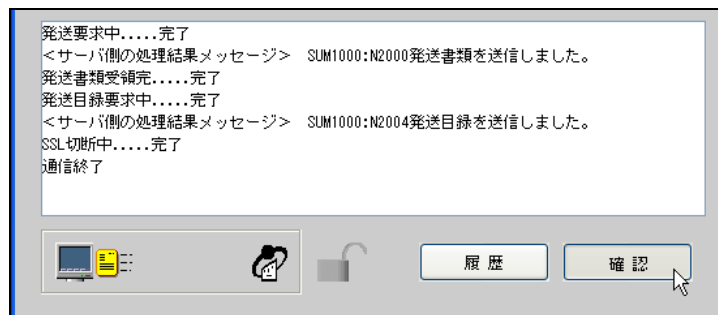 発送要求中.....完了
<サーバ側の処理結果メッセージ>　SUM1000:N2000発送書類を送信しました。
発送書類受領完.....完了
発送目録要求中.....完了
<サーバ側の処理結果メッセージ>　SUM1000:N2004発送目録を送信しました。
SSL切断中.....完了
通信終了
履 歴
確 認